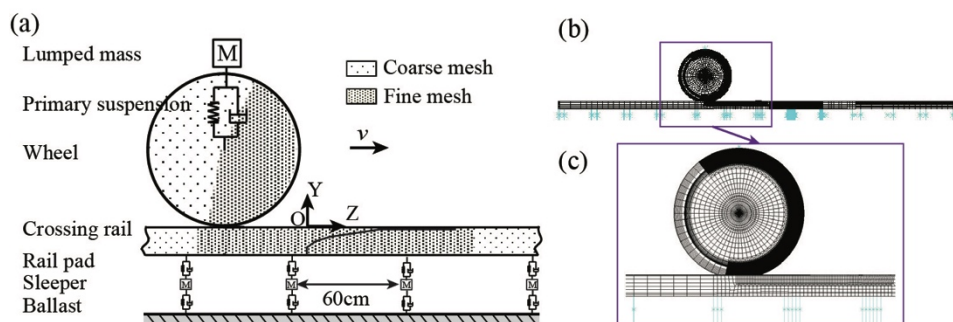 (a)
Lumped mass
M
Coarse mesh
Fine mesh
Primary suspension
Wheel
v
Y
O
Z
Crossing rail
Rail pad
Sleeper
M
M
M
M
60cm
Ballast
(b)
(c)